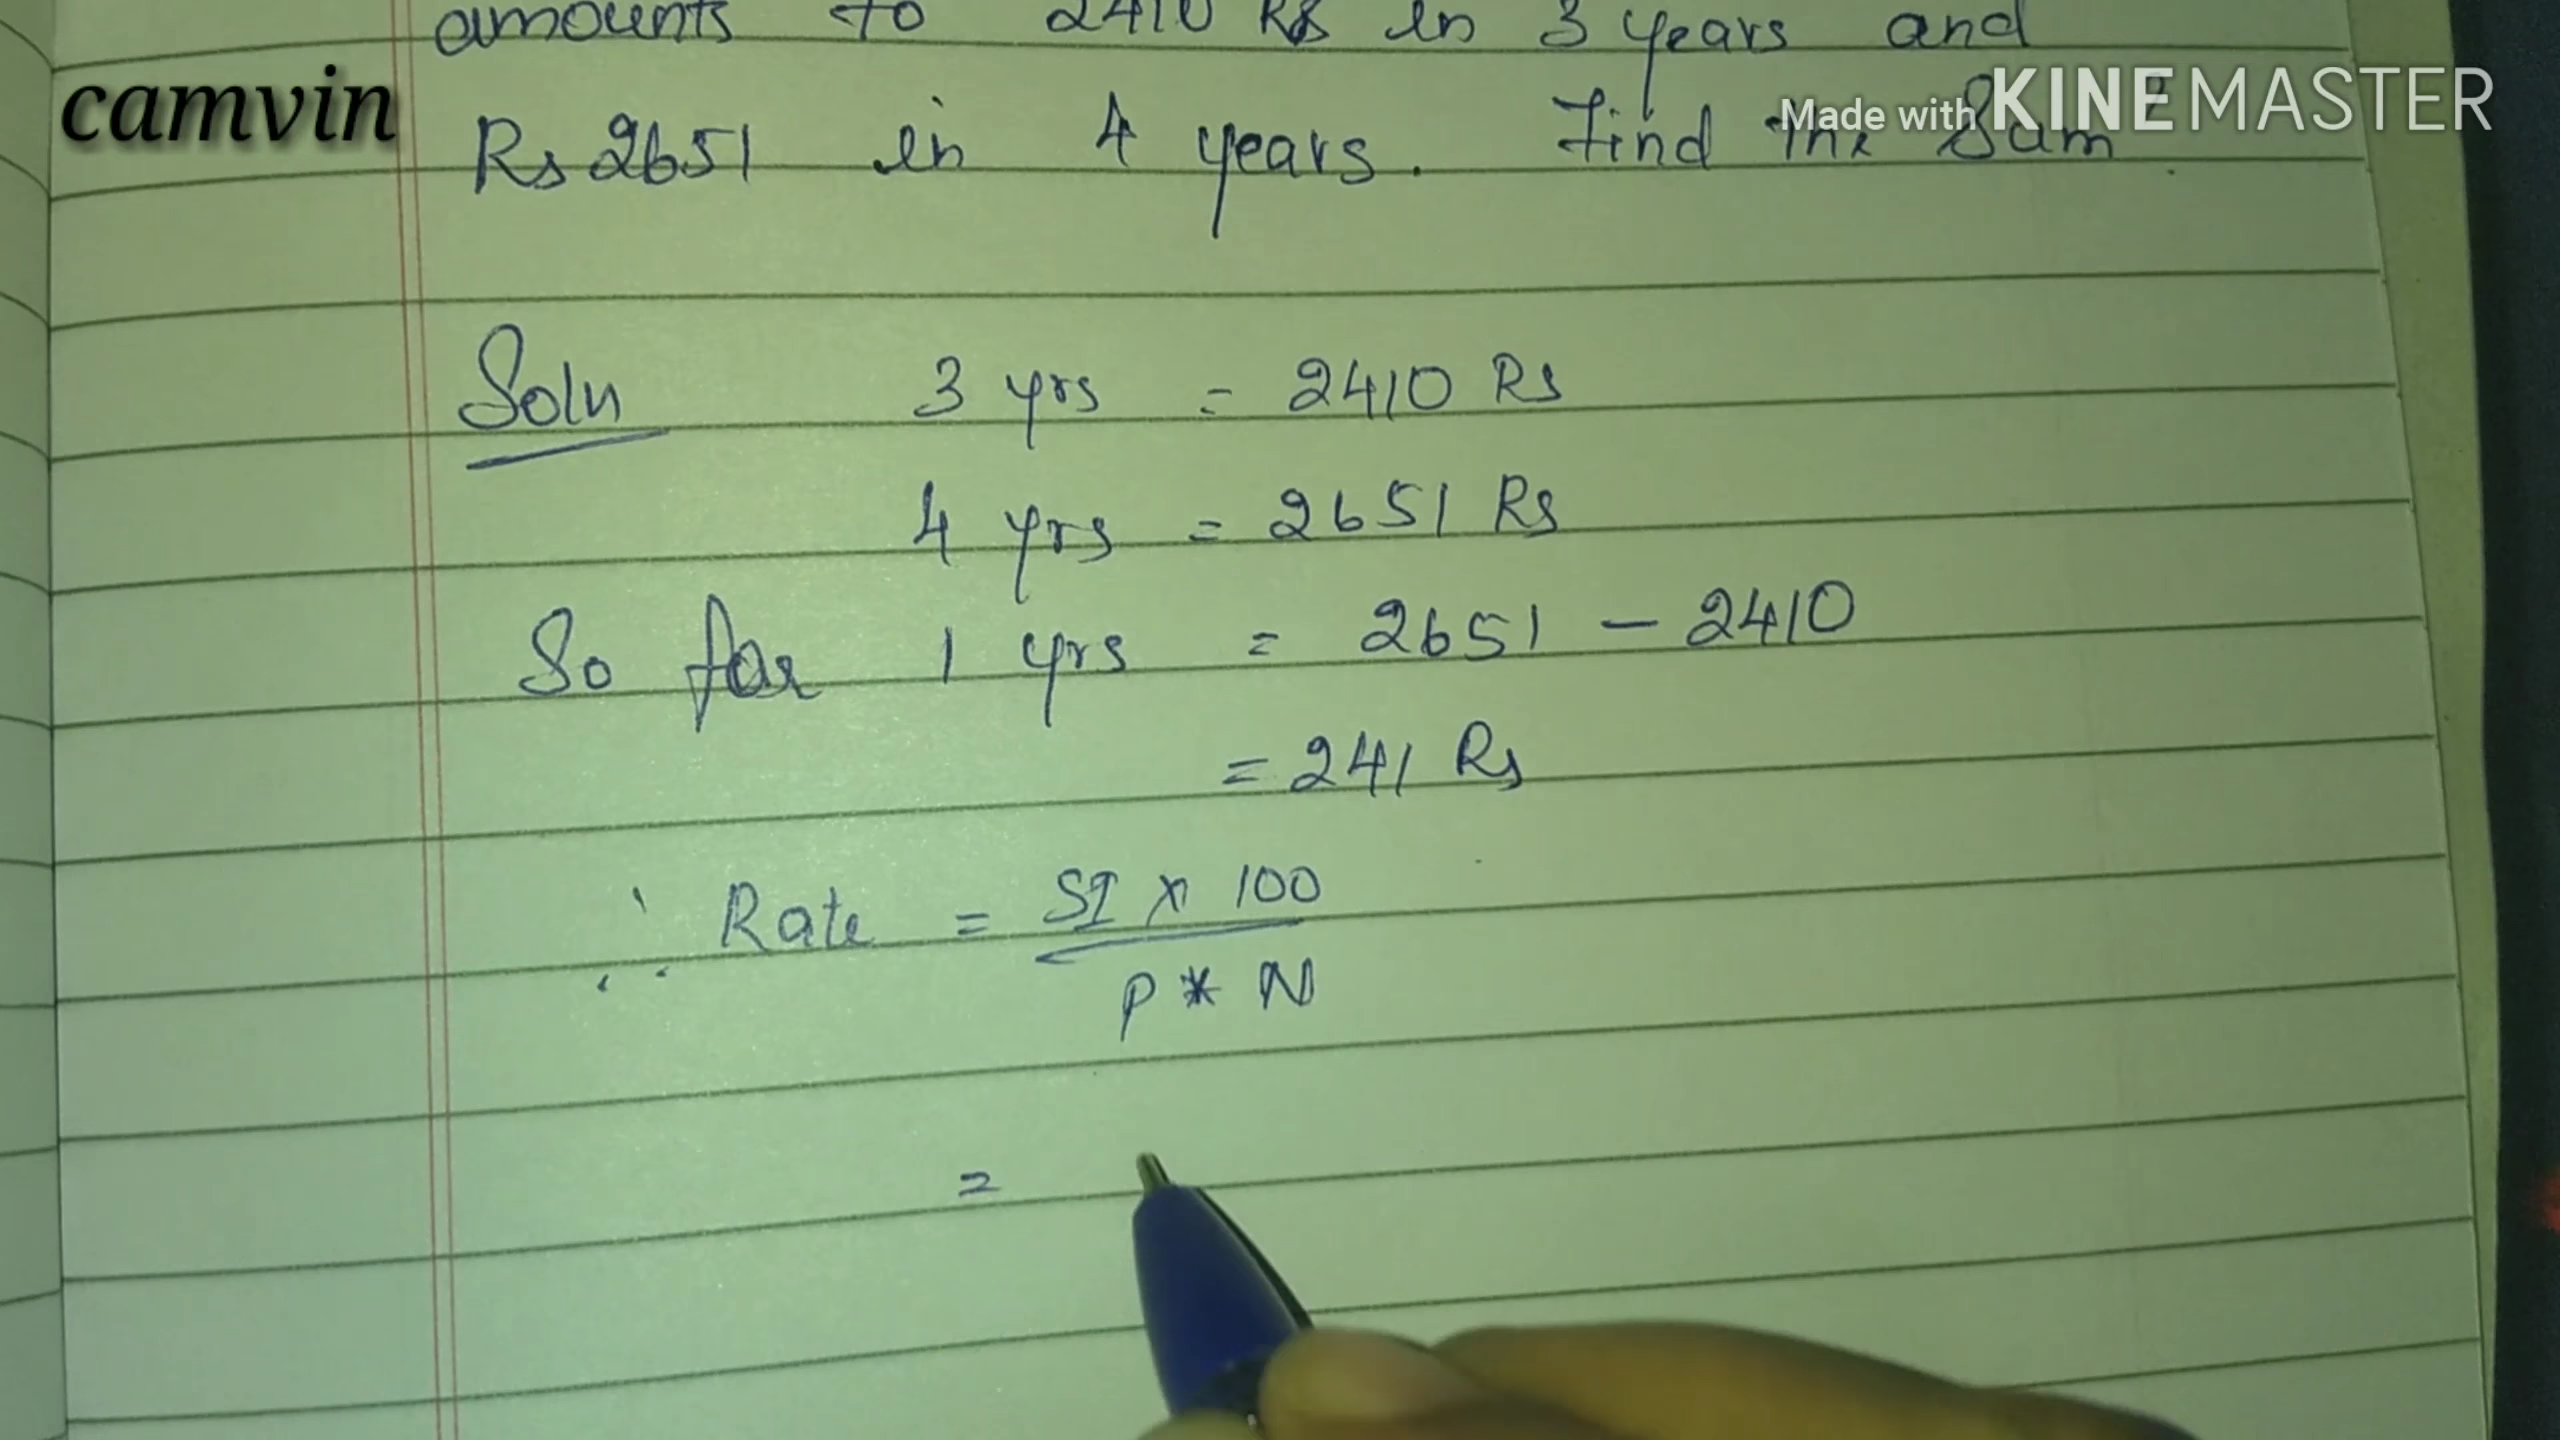 amounts to 2410 Rs in 3 years and
camvin
Made with KINEMASTER
Rs 2651 in 4 years. Find the Sum
Soln 3 yrs = 2410 Rs
4 yrs = 2651 Rs
So for 1 yrs = 2651 - 2410
= 241 Rs
∴ Rate = SI x 100
P * N
=